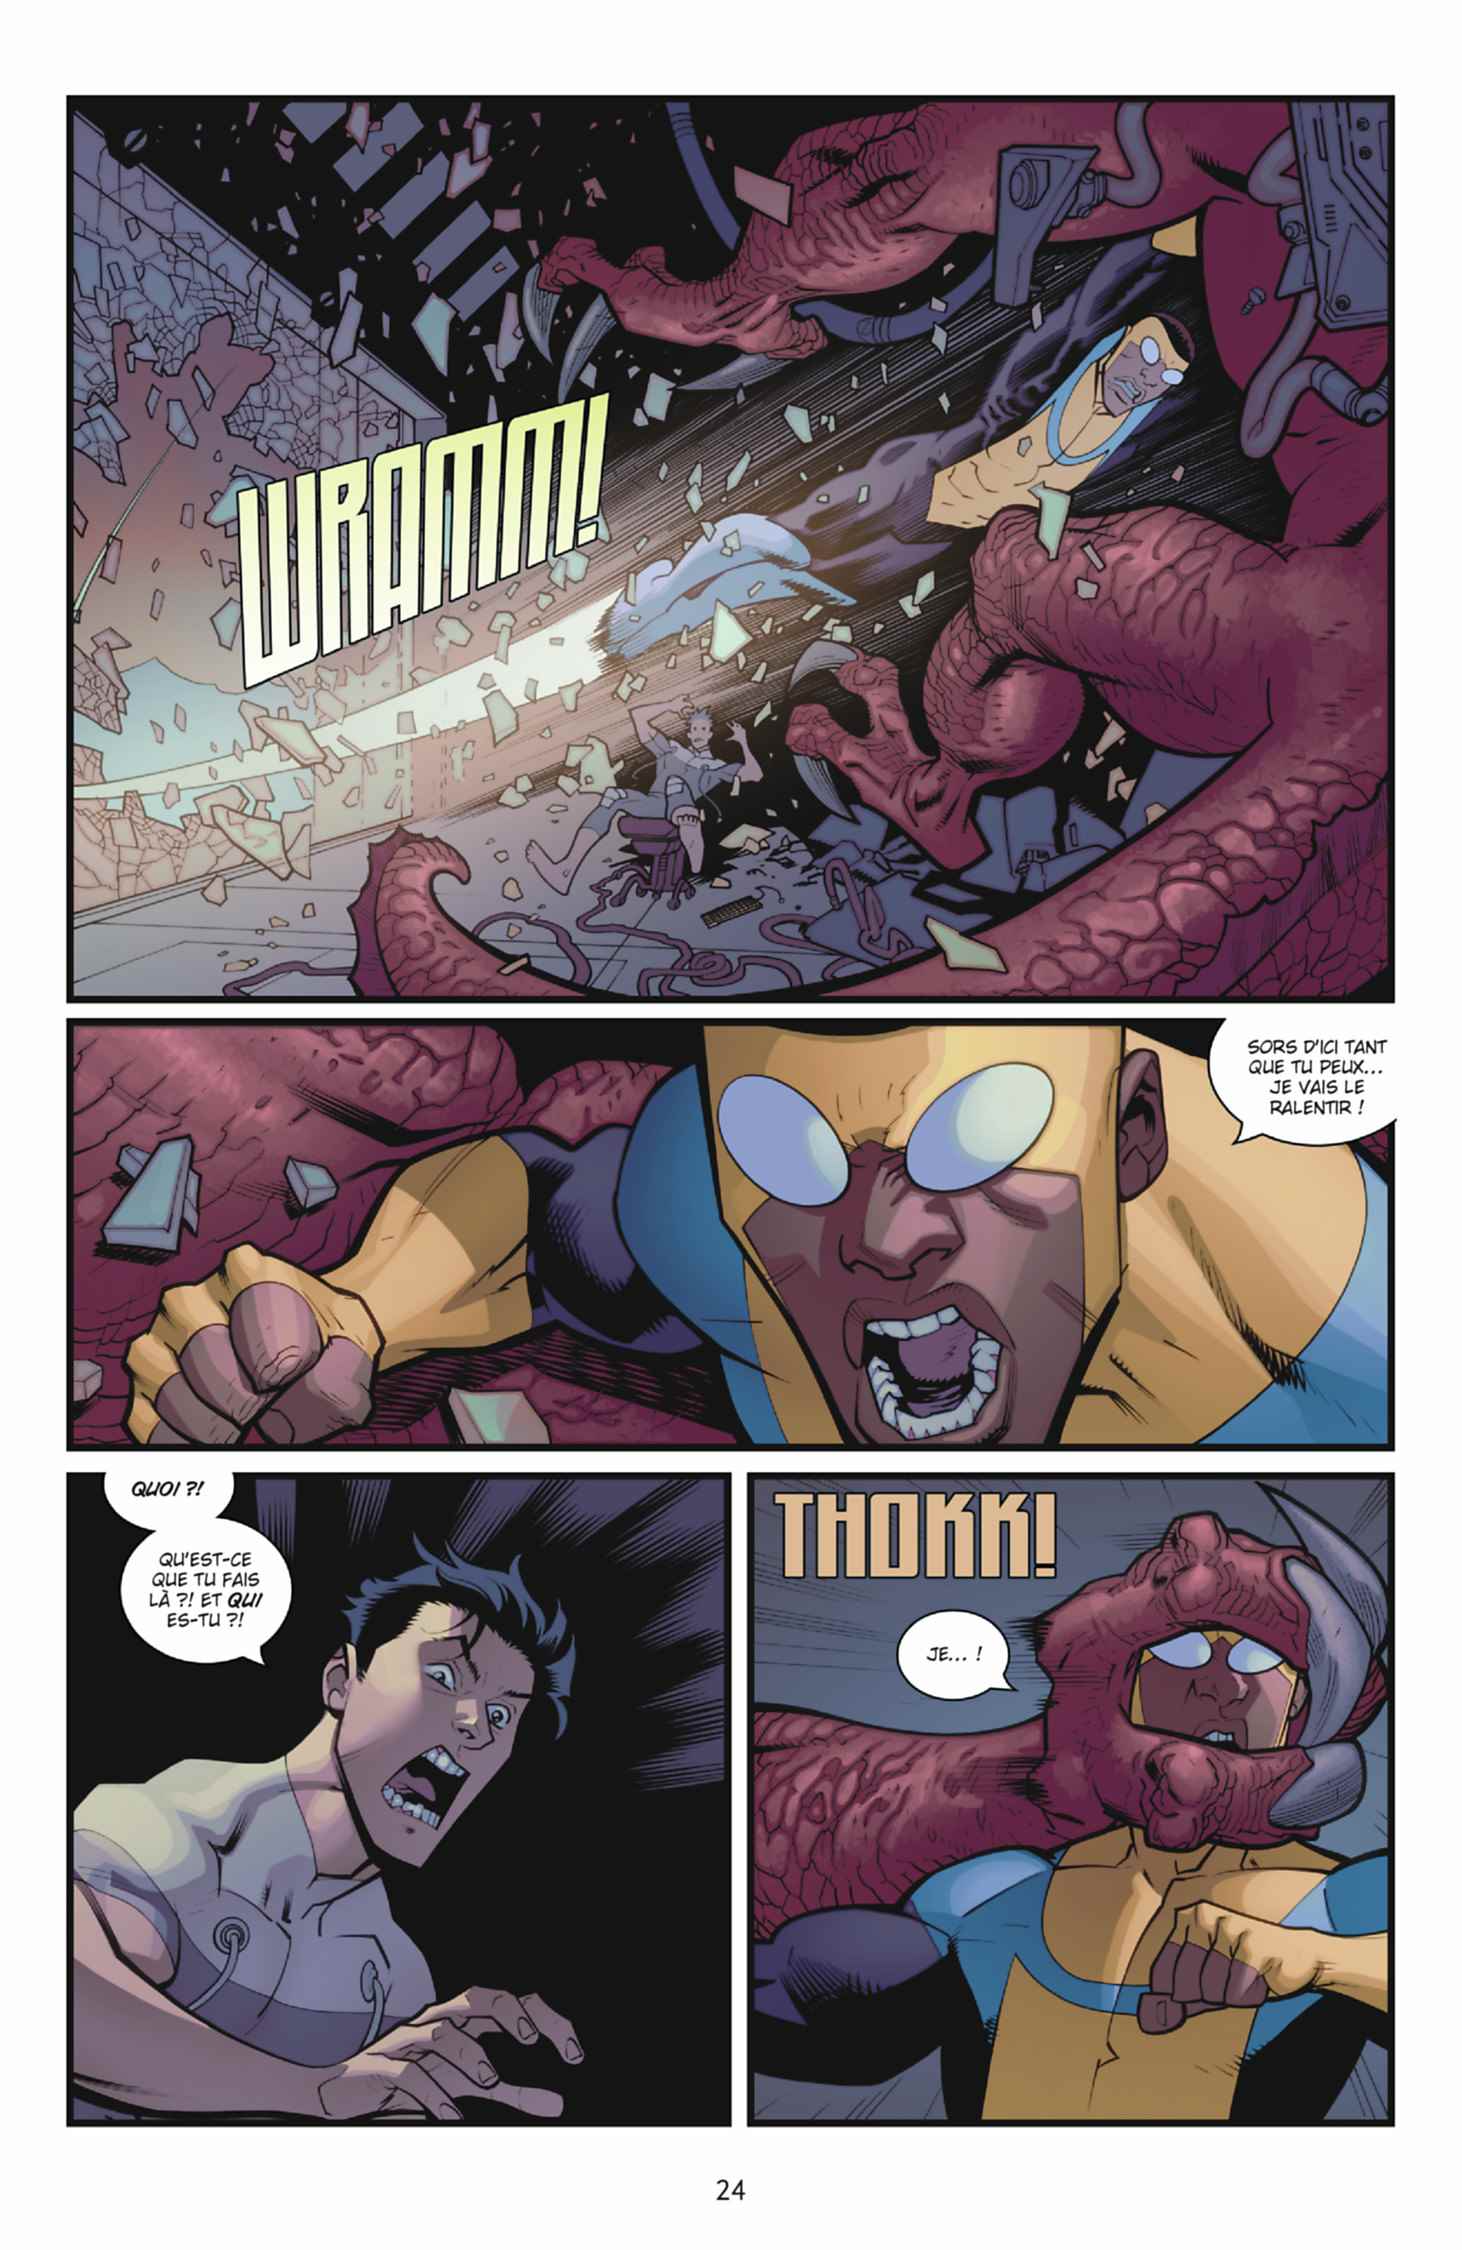 WRAMM!
SORS D'ICI TANT
QUE TU PEUX...
JE VAIS LE
RALENTIR !
QUOI ?!
QU'EST-CE
QUE TU FAIS
LÀ ?! ET QUI
ES-TU ?!
THOKK!
JE... !
24